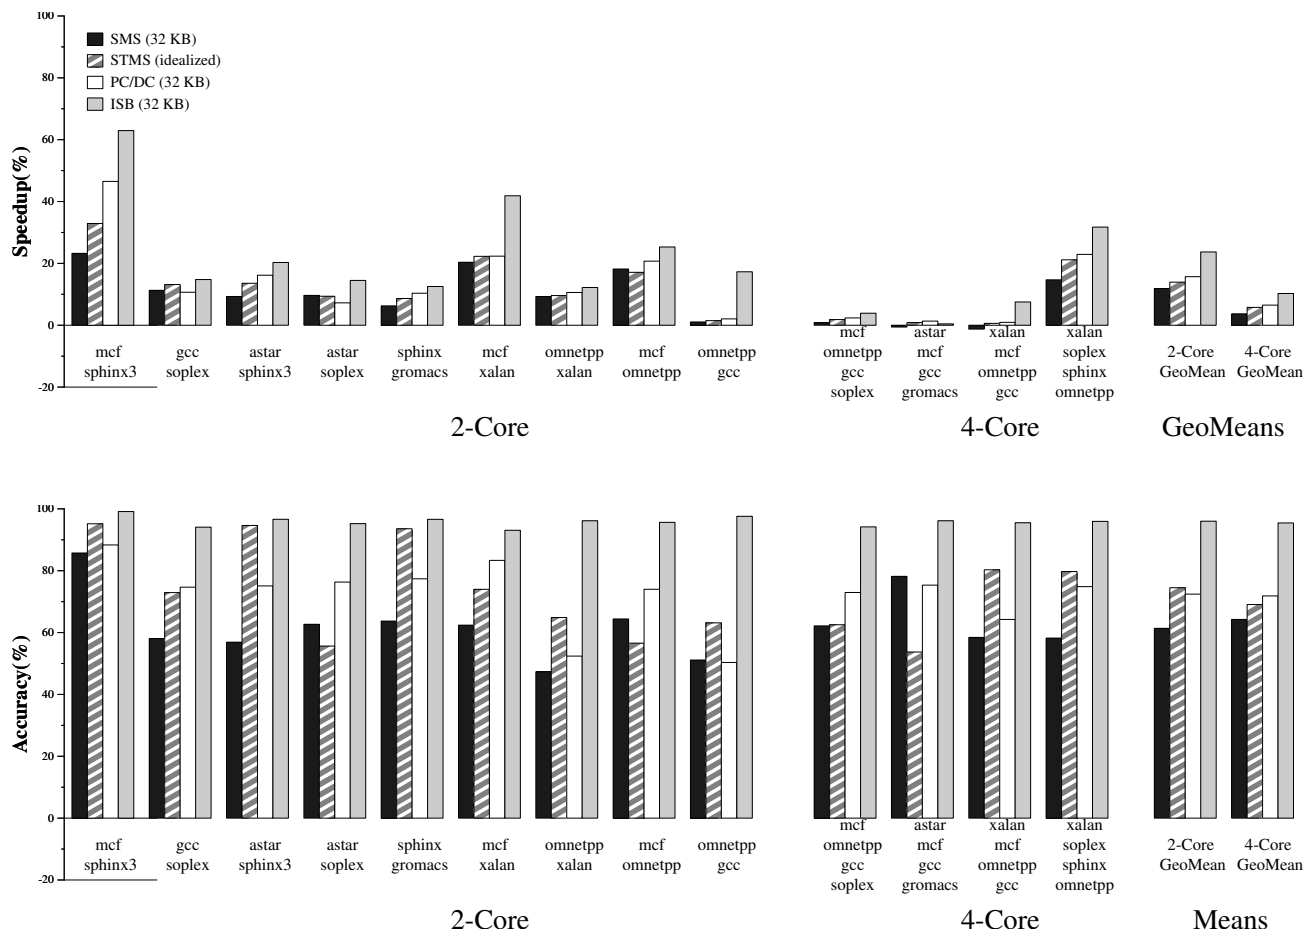 100
80
60
40
20
0
-20
Speedup(%)
SMS (32 KB)
STMS (idealized)
PC/DC (32 KB)
ISB (32 KB)
mcf
sphinx3
gcc
soplex
astar
sphinx3
astar
soplex
sphinx
gromacs
mcf
xalan
omnetpp
xalan
mcf
omnetpp
omnetpp
gcc
mcf
omnetpp
gcc
soplex
astar
mcf
gcc
gromacs
xalan
mcf
omnetpp
gcc
xalan
soplex
sphinx
omnetpp
2-Core
GeoMean
4-Core
GeoMean
2-Core
4-Core
GeoMeans
100
80
60
40
20
0
-20
Accuracy(%)
mcf
sphinx3
gcc
soplex
astar
sphinx3
astar
soplex
sphinx
gromacs
mcf
xalan
omnetpp
xalan
mcf
omnetpp
omnetpp
gcc
mcf
omnetpp
gcc
soplex
astar
mcf
gcc
gromacs
xalan
mcf
omnetpp
gcc
xalan
soplex
sphinx
omnetpp
2-Core
GeoMean
4-Core
GeoMean
2-Core
4-Core
Means